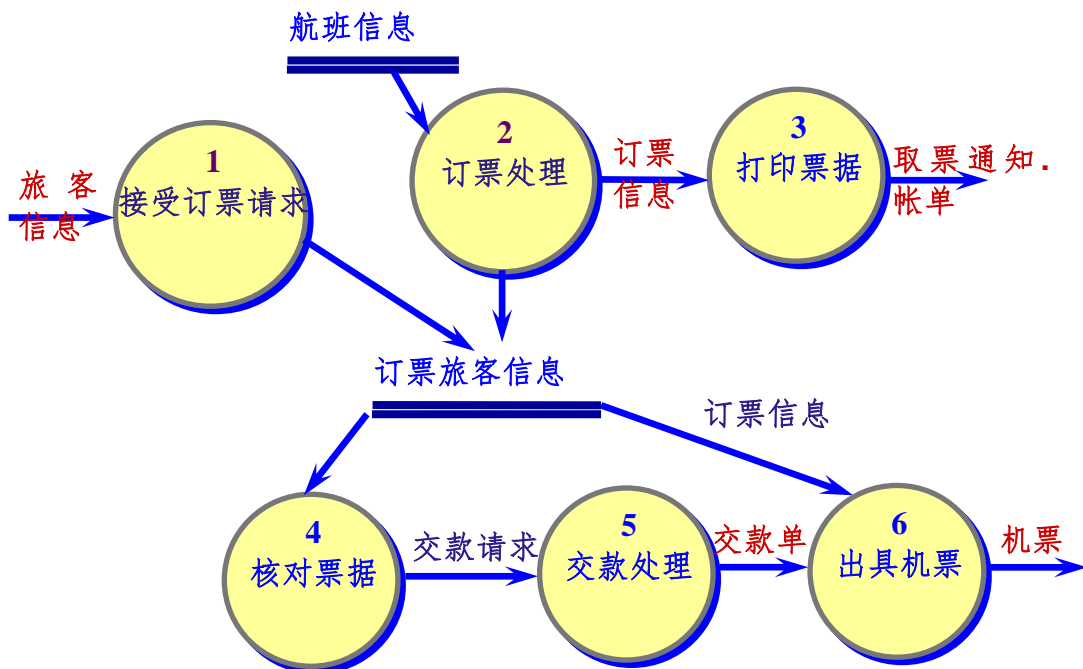 航班信息
1
接受订票请求
旅 客
信息
2
订票处理
订票
信息
3
打印票据
取票通知.
帐单
订票旅客信息
订票信息
4
核对票据
交款请求
5
交款处理
交款单
6
出具机票
机票